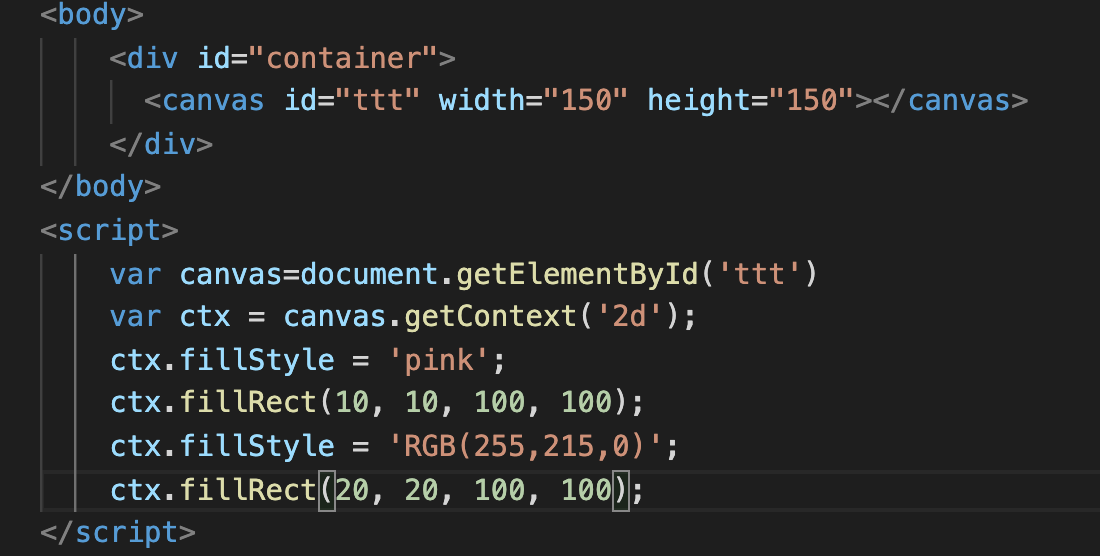 <body>
<div id="container">
<canvas id="ttt" width="150" height="150"></canvas>
</div>
</body>
<script>
var canvas=document.getElementById('ttt')
var ctx = canvas.getContext('2d');
ctx.fillStyle = 'pink';
ctx.fillRect(10, 10, 100, 100);
ctx.fillStyle = 'RGB(255,215,0)';
ctx.fillRect(20, 20, 100, 100);
</script>